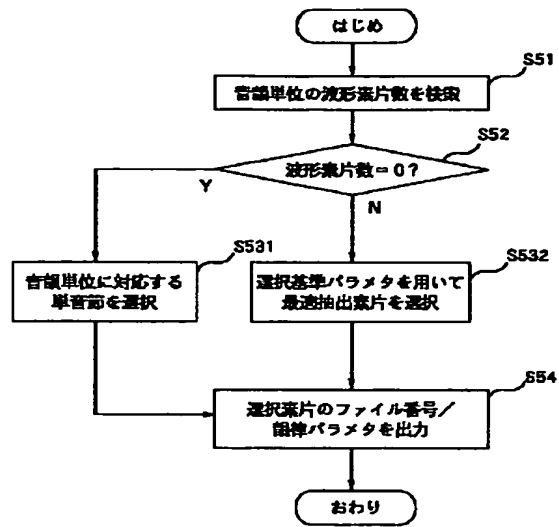 はじめ
S51
音韻単位の波形素片数を検索
S52
波形素片数=0?
Y
N
S531
音韻単位に対応する
単音節を選択
S532
選択基準パラメタを用いて
最適抽出素片を選択
S54
選択素片のファイル番号/
韻律パラメタを出力
おわり